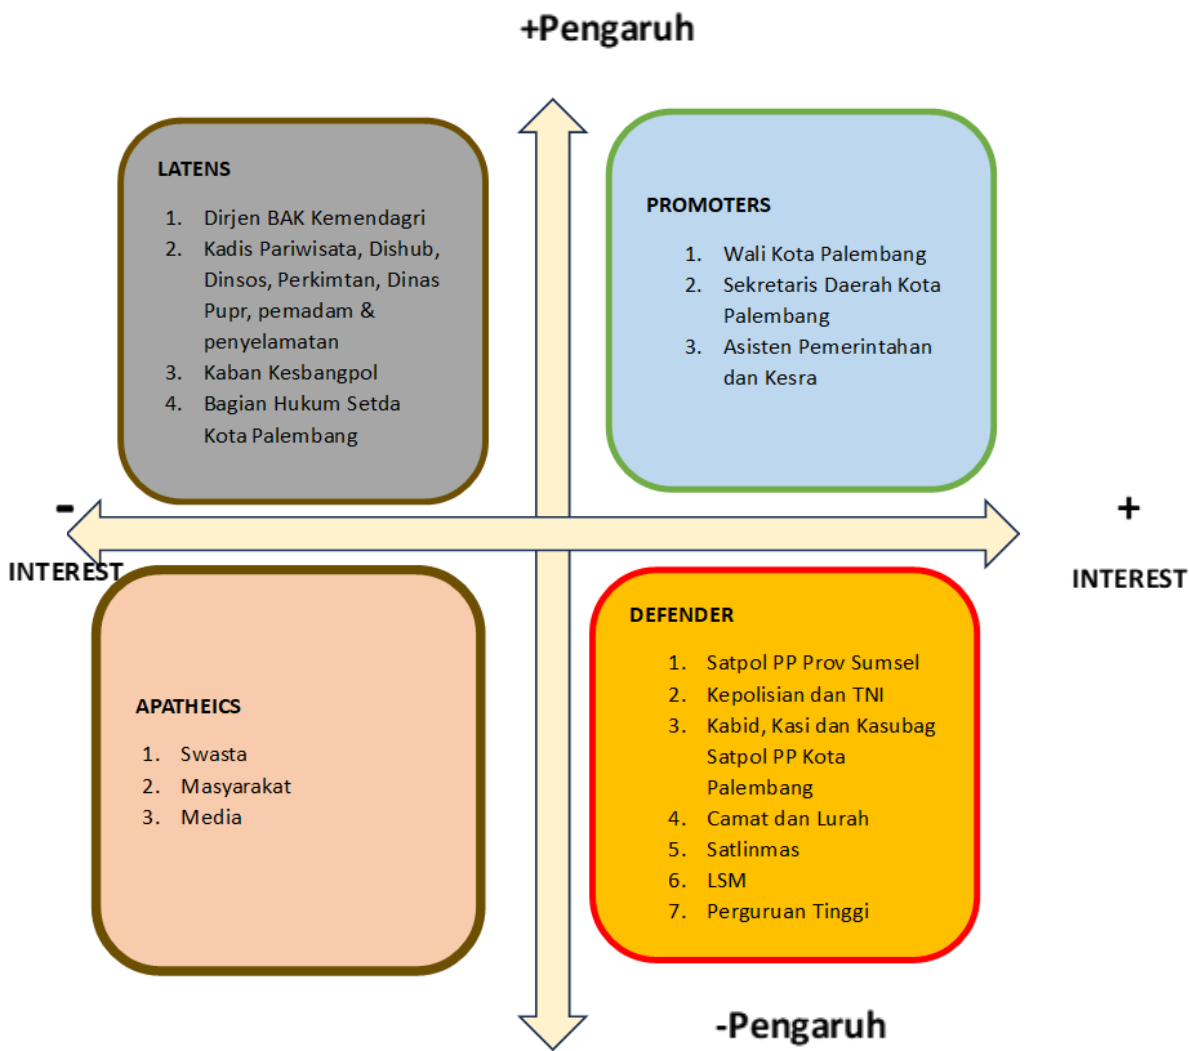 +Pengaruh
LATENS
1. Dirjen BAK Kemendagri
2. Kadis Pariwisata, Dishub,
Dinsos, Perkimtan, Dinas
Pupr, pemadam &
penyelamatan
3. Kaban Kesbangpol
4. Bagian Hukum Setda
Kota Palembang
PROMOTERS
1. Wali Kota Palembang
2. Sekretaris Daerah Kota
Palembang
3. Asisten Pemerintahan
dan Kesra
-
INTEREST
+
INTEREST
APATHEICS
1. Swasta
2. Masyarakat
3. Media
DEFENDER
1. Satpol PP Prov Sumsel
2. Kepolisian dan TNI
3. Kabid, Kasi dan Kasubag
Satpol PP Kota
Palembang
4. Camat dan Lurah
5. Satlinmas
6. LSM
7. Perguruan Tinggi
-Pengaruh